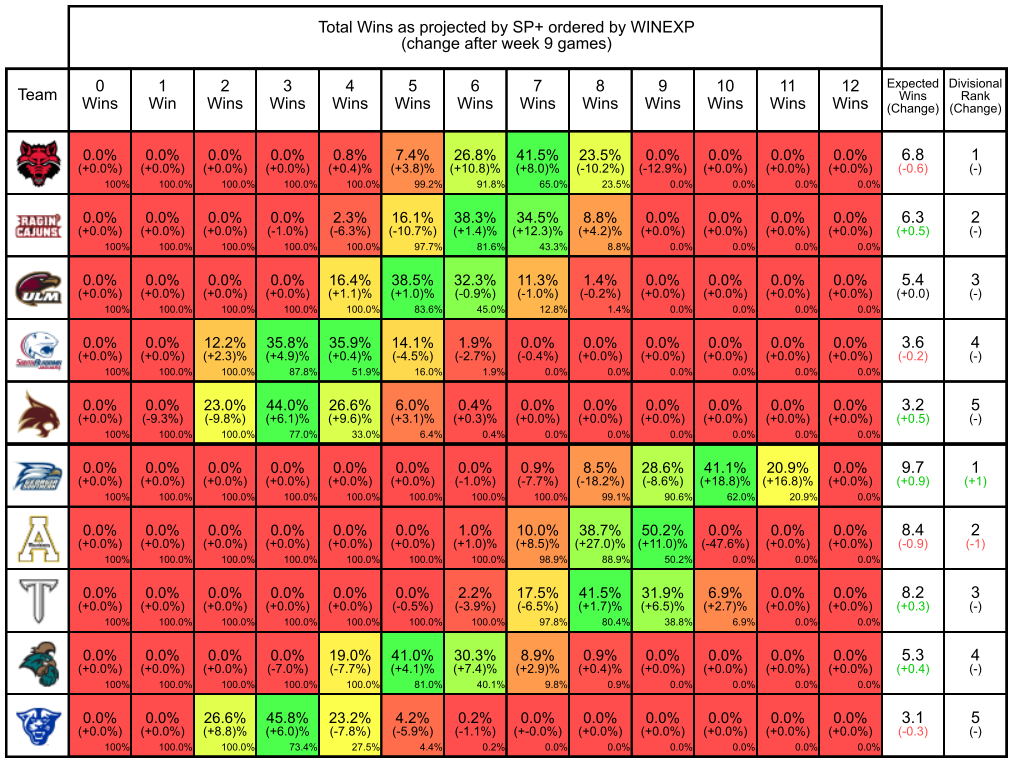 Total Wins as projected by SP+ ordered by WINEXP
(change after week 9 games)
Team 0 Wins 1 Win 2 Wins 3 Wins 4 Wins 5 Wins 6 Wins 7 Wins 8 Wins 9 Wins 10 Wins 11 Wins 12 Wins Expected Wins (Change) Divisional Rank (Change)
0.0% 0.0% 0.0% 0.0% 0.8% 7.4% 26.8% 41.5% 23.5% 0.0% 0.0% 0.0% 0.0% 6.8 1
(+0.0%) (+0.0%) (+0.0%) (+0.0%) (+0.4)% (+3.8)% (+10.8)% (+8.0)% (-10.2)% (-12.9)% (+0.0%) (+0.0%) (+0.0%) (-0.6) (-)
100% 100.0% 100.0% 100.0% 100.0% 99.2% 91.8% 65.0% 23.5% 0.0% 0.0% 0.0% 0.0%
RAGIN' CAJUNS
0.0% 0.0% 0.0% 0.0% 2.3% 16.1% 38.3% 34.5% 8.8% 0.0% 0.0% 0.0% 0.0% 6.3 2
(+0.0%) (+0.0%) (+0.0%) (-1.0%) (-6.3)% (-10.7)% (+1.4)% (+12.3)% (+4.2)% (+0.0%) (+0.0%) (+0.0%) (+0.0%) (+0.5) (-)
100% 100.0% 100.0% 100.0% 100.0% 97.7% 81.6% 43.3% 8.8% 0.0% 0.0% 0.0% 0.0%
ULM
0.0% 0.0% 0.0% 0.0% 16.4% 38.5% 32.3% 11.3% 1.4% 0.0% 0.0% 0.0% 0.0% 5.4 3
(+0.0%) (+0.0%) (+0.0%) (+0.0%) (+1.1)% (+1.0)% (-0.9)% (-1.0)% (-0.2)% (+0.0%) (+0.0%) (+0.0%) (+0.0%) (+0.0) (-)
100% 100.0% 100.0% 100.0% 100.0% 83.6% 45.0% 12.8% 1.4% 0.0% 0.0% 0.0% 0.0%
0.0% 0.0% 12.2% 35.8% 35.9% 14.1% 1.9% 0.0% 0.0% 0.0% 0.0% 0.0% 0.0% 3.6 4
(+0.0%) (+0.0%) (+2.3)% (+4.9)% (+0.4)% (-4.5)% (-2.7)% (-0.4)% (+0.0%) (+0.0%) (+0.0%) (+0.0%) (+0.0%) (-0.2) (-)
100% 100.0% 100.0% 87.8% 51.9% 16.0% 1.9% 0.0% 0.0% 0.0% 0.0% 0.0% 0.0%
0.0% 0.0% 23.0% 44.0% 26.6% 6.0% 0.4% 0.0% 0.0% 0.0% 0.0% 0.0% 0.0% 3.2 5
(+0.0%) (-9.3)% (-9.8)% (+6.1)% (+9.6)% (+3.1)% (+0.3)% (+0.0)% (+0.0%) (+0.0%) (+0.0%) (+0.0%) (+0.0%) (+0.5) (-)
100% 100.0% 100.0% 77.0% 33.0% 6.4% 0.4% 0.0% 0.0% 0.0% 0.0% 0.0% 0.0%
0.0% 0.0% 0.0% 0.0% 0.0% 0.0% 0.0% 0.9% 8.5% 28.6% 41.1% 20.9% 0.0% 9.7 1
(+0.0%) (+0.0%) (+0.0%) (+0.0%) (+0.0%) (+0.0%) (-1.0%) (-7.7)% (-18.2)% (-8.6)% (+18.8)% (+16.8)% (+0.0%) (+0.9) (+1)
100% 100.0% 100.0% 100.0% 100.0% 100.0% 100.0% 100.0% 99.1% 90.6% 62.0% 20.9% 0.0%
A
0.0% 0.0% 0.0% 0.0% 0.0% 0.0% 1.0% 10.0% 38.7% 50.2% 0.0% 0.0% 0.0% 8.4 2
(+0.0%) (+0.0%) (+0.0%) (+0.0%) (+0.0%) (+0.0%) (+1.0)% (+8.5)% (+27.0)% (+11.0)% (-47.6)% (+0.0%) (+0.0%) (-0.9) (-1)
100% 100.0% 100.0% 100.0% 100.0% 100.0% 100.0% 98.9% 88.9% 50.2% 0.0% 0.0% 0.0%
T
0.0% 0.0% 0.0% 0.0% 0.0% 0.0% 2.2% 17.5% 41.5% 31.9% 6.9% 0.0% 0.0% 8.2 3
(+0.0%) (+0.0%) (+0.0%) (+0.0%) (+0.0%) (-0.5%) (-3.9%) (-6.5)% (+1.7)% (+6.5)% (+2.7)% (+0.0%) (+0.0%) (+0.3) (-)
100% 100.0% 100.0% 100.0% 100.0% 100.0% 100.0% 97.8% 80.4% 38.8% 6.9% 0.0% 0.0%
0.0% 0.0% 0.0% 0.0% 19.0% 41.0% 30.3% 8.9% 0.9% 0.0% 0.0% 0.0% 0.0% 5.3 4
(+0.0%) (+0.0%) (+0.0%) (-7.0%) (-7.7)% (+4.1)% (+7.4)% (+2.9)% (+0.4)% (+0.0%) (+0.0%) (+0.0%) (+0.0%) (+0.4) (-)
100% 100.0% 100.0% 100.0% 100.0% 81.0% 40.1% 9.8% 0.9% 0.0% 0.0% 0.0% 0.0%
0.0% 0.0% 26.6% 45.8% 23.2% 4.2% 0.2% 0.0% 0.0% 0.0% 0.0% 0.0% 0.0% 3.1 5
(+0.0%) (+0.0%) (+8.8)% (+6.0)% (-7.8)% (-5.9)% (-1.1)% (+-0.0)% (+0.0%) (+0.0%) (+0.0%) (+0.0%) (+0.0%) (-0.3) (-)
100% 100.0% 100.0% 73.4% 27.5% 4.4% 0.2% 0.0% 0.0% 0.0% 0.0% 0.0% 0.0%